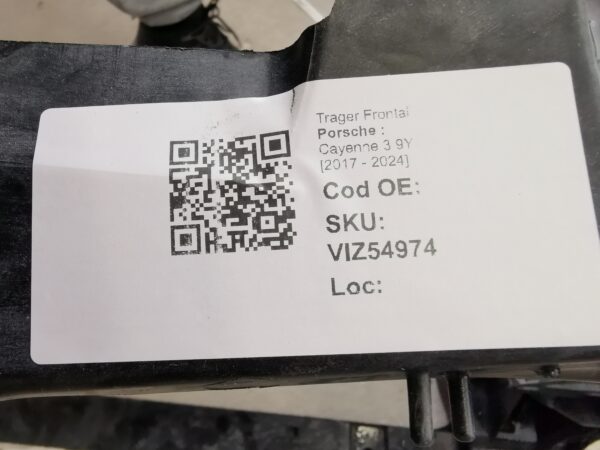 Trager Frontal
Porsche :
Cayenne 3 9Y
[2017 - 2024]
Cod OE:
SKU:
VIZ54974
Loc: